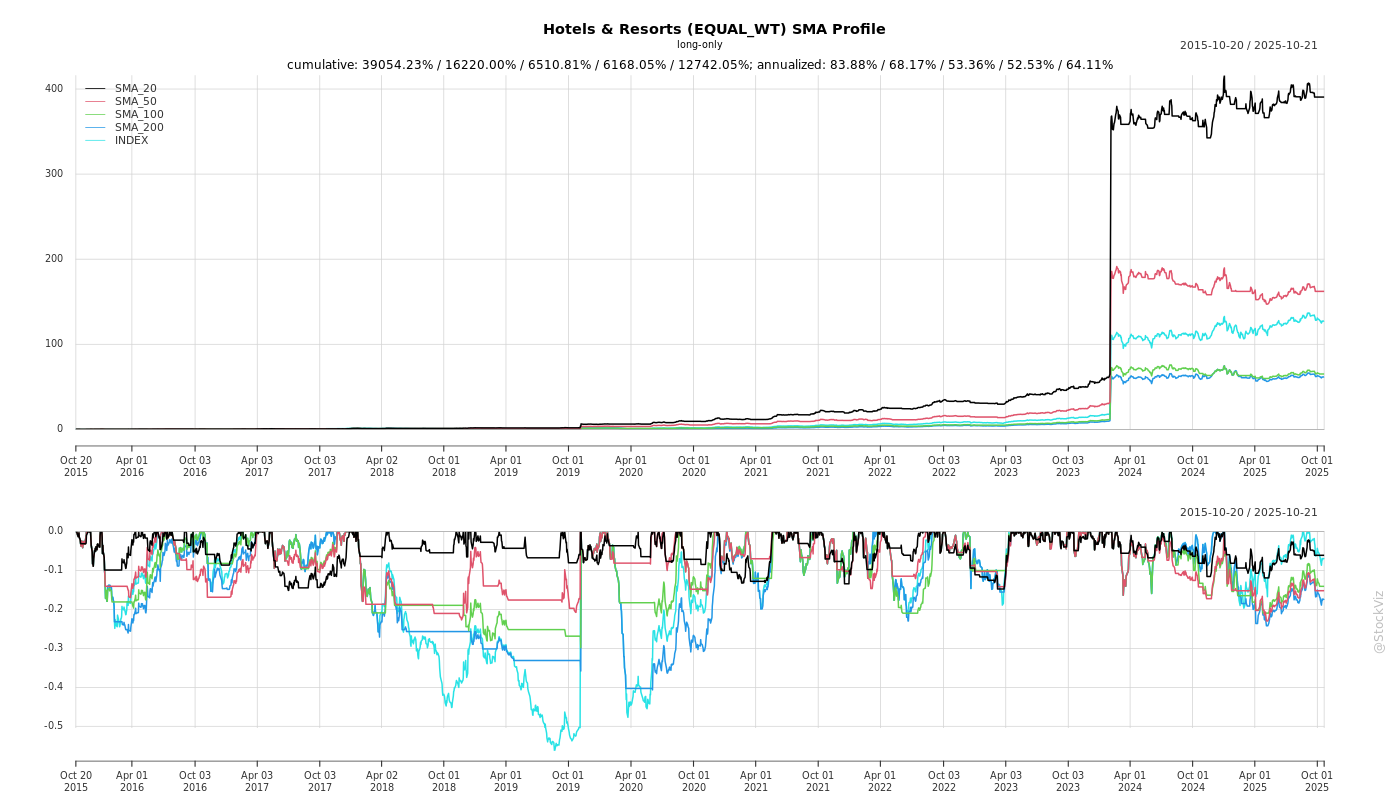 Hotels & Resorts (EQUAL_WT) SMA Profile
long-only
2015-10-20 / 2025-10-21
cumulative: 39054.23% / 16220.00% / 6510.81% / 6168.05% / 12742.05%; annualized: 83.88% / 68.17% / 53.36% / 52.53% / 64.11%
SMA_20
SMA_50
SMA_100
SMA_200
INDEX
400
300
200
100
0
Oct 20 Apr 01 Oct 03 Apr 03 Oct 03 Apr 02 Oct 01 Apr 01 Oct 01 Apr 01 Oct 01 Apr 01 Oct 01 Apr 01 Oct 03 Apr 03 Oct 03 Apr 01 Oct 01 Apr 01 Oct 01
2015 2016 2016 2017 2017 2018 2018 2019 2019 2020 2020 2021 2021 2022 2022 2023 2023 2024 2024 2025 2025
2015-10-20 / 2025-10-21
0.0
-0.1
-0.2
-0.3
-0.4
-0.5
Oct 20 Apr 01 Oct 03 Apr 03 Oct 03 Apr 02 Oct 01 Apr 01 Oct 01 Apr 01 Oct 01 Apr 01 Oct 01 Apr 01 Oct 03 Apr 03 Oct 03 Apr 01 Oct 01 Apr 01 Oct 01
2015 2016 2016 2017 2017 2018 2018 2019 2019 2020 2020 2021 2021 2022 2022 2023 2023 2024 2024 2025 2025
@StockViz